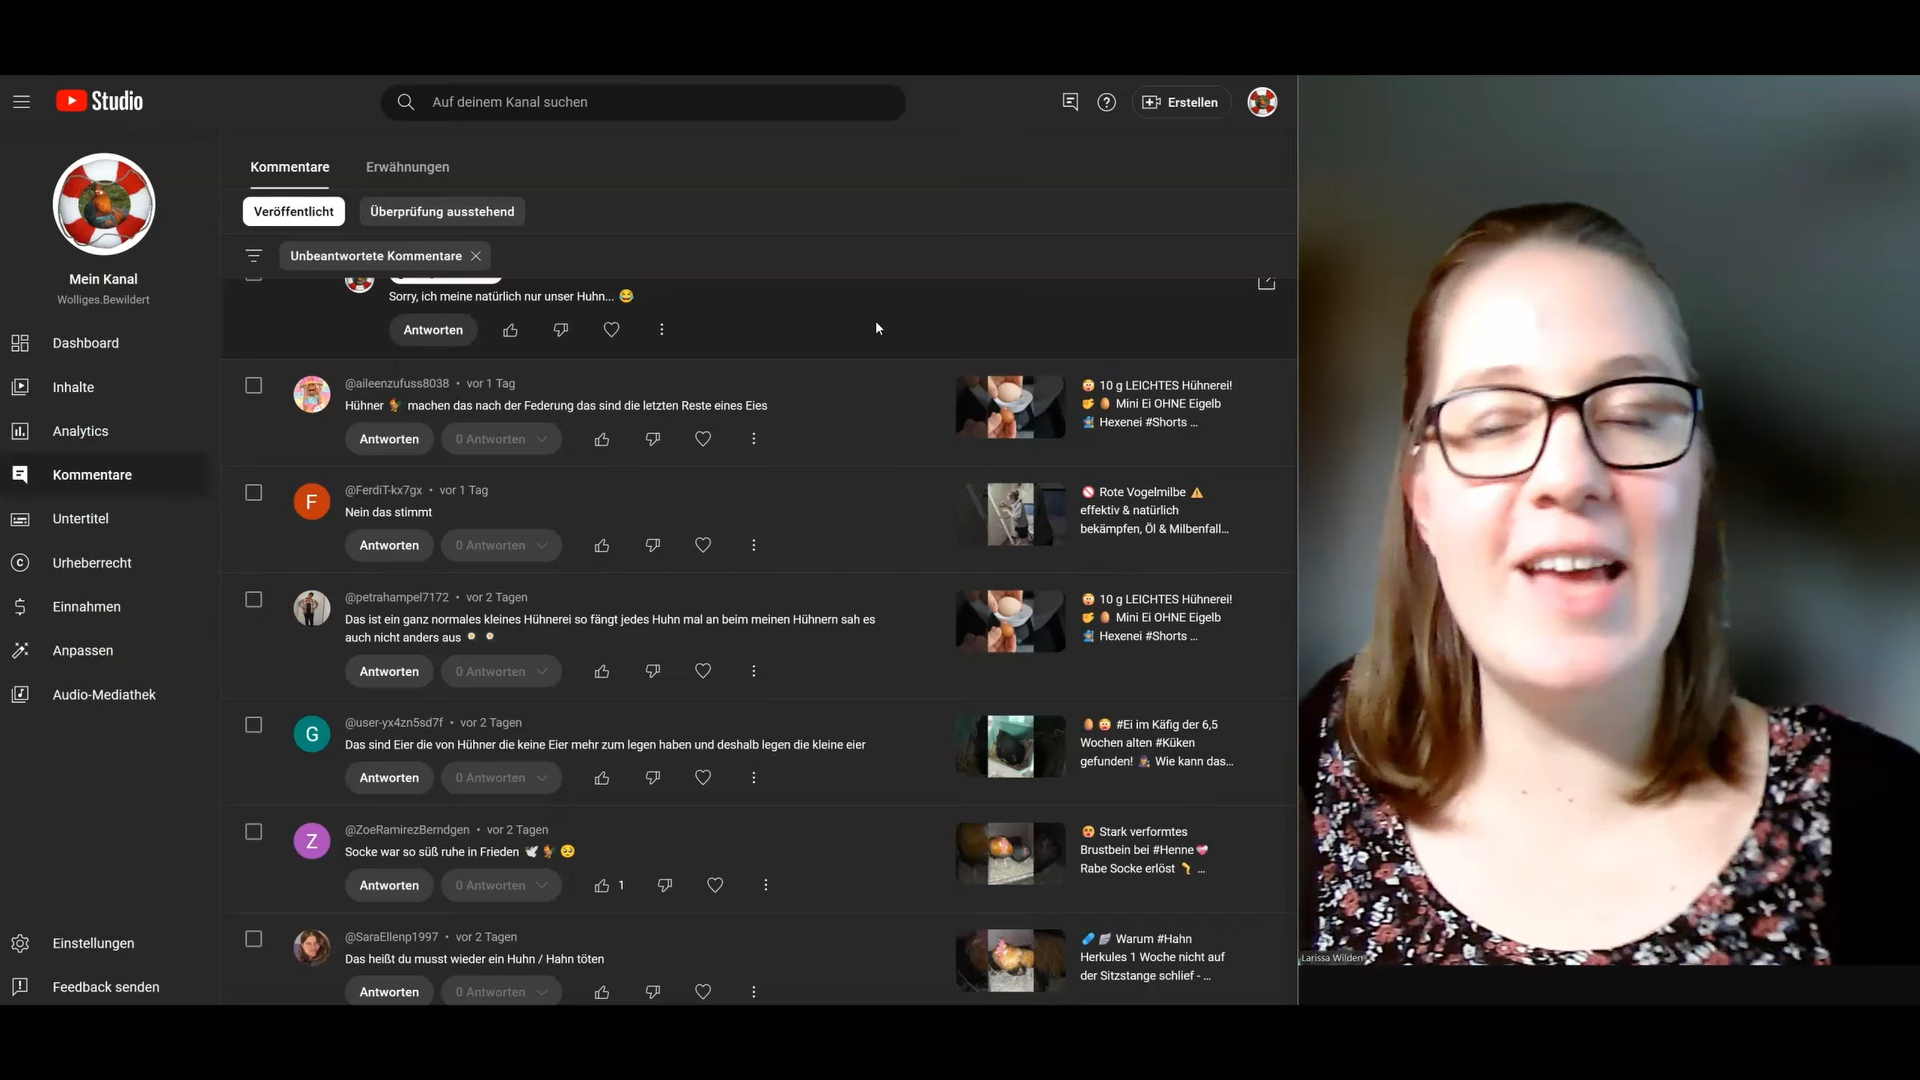 Studio
Auf deinem Kanal suchen
Erstellen
Mein Kanal
Wolliges.Bewildert
Dashboard
Inhalte
Analytics
Kommentare
Untertitel
Urheberrecht
Einnahmen
Anpassen
Audio-Mediathek
Einstellungen
Feedback senden
Kommentare
Erwähnungen
Veröffentlicht
Überprüfung ausstehend
Unbeantwortete Kommentare
Sorry, ich meine natürlich nur unser Huhn... 😂
Antworten
@aileenzufuss8038 • vor 1 Tag
Hühner 🐓 machen das nach der Federung das sind die letzten Reste eines Eies
Antworten
0 Antworten
😨 10 g LEICHTES Hühnerei!
🤏 🥚 Mini Ei OHNE Eigelb
🧙 Hexenei #Shorts ...
F
@FerdiT-kx7gx • vor 1 Tag
Nein das stimmt
Antworten
0 Antworten
🚫 Rote Vogelmilbe ⚠️
effektiv & natürlich
bekämpfen, Öl & Milbenfall...
@petrahampel7172 • vor 2 Tagen
Das ist ein ganz normales kleines Hühnerei so fängt jedes Huhn mal an beim meinen Hühnern sah es
auch nicht anders aus 🍳 🍳
Antworten
0 Antworten
😨 10 g LEICHTES Hühnerei!
🤏 🥚 Mini Ei OHNE Eigelb
🧙 Hexenei #Shorts ...
G
@user-yx4zn5sd7f • vor 2 Tagen
Das sind Eier die von Hühner die keine Eier mehr zum legen haben und deshalb legen die kleine eier
Antworten
0 Antworten
🥚 😨 #Ei im Käfig der 6,5
Wochen alten #Küken
gefunden! 🕵️ Wie kann das...
Z
@ZoeRamirezBerndgen • vor 2 Tagen
Socke war so süß ruhe in Frieden 🕊️ 🐓 🥺
Antworten
0 Antworten
1
😍 Stark verformtes
Brustbein bei #Henne💝
Rabe Socke erlöst 🪱 ...
@SaraEllenp1997 • vor 2 Tagen
Das heißt du musst wieder ein Huhn / Hahn töten
Antworten
0 Antworten
🩹 🪶 Warum #Hahn
Herkules 1 Woche nicht auf
der Sitzstange schlief - ...
Larissa Wilden